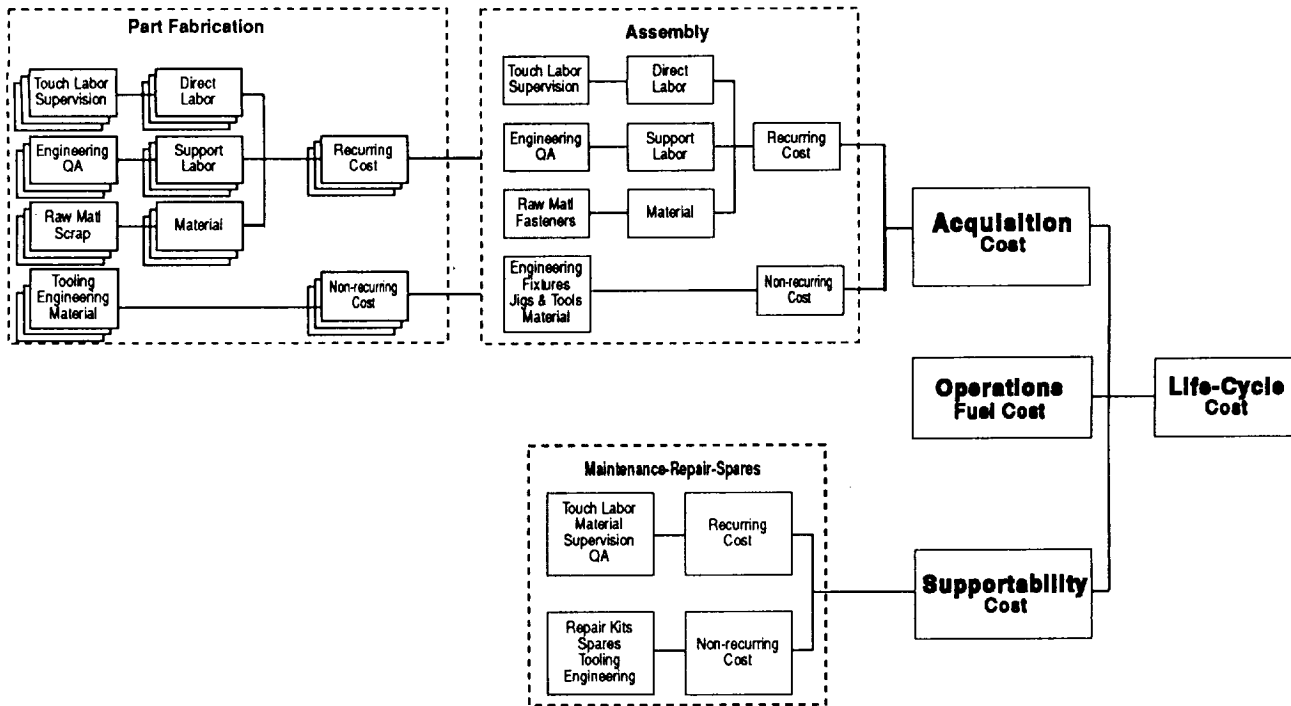 Part Fabrication
Touch Labor
Supervision
Direct
Labor
Engineering
QA
Support
Labor
Recurring
Cost
Raw Matl
Scrap
Material
Tooling
Engineering
Material
Non-recurring
Cost
Assembly
Touch Labor
Supervision
Direct
Labor
Engineering
QA
Support
Labor
Recurring
Cost
Raw Matl
Fasteners
Material
Engineering
Fixtures
Jigs & Tools
Material
Non-recurring
Cost
Acquisition
Cost
Operations
Fuel Cost
Life-Cycle
Cost
Maintenance-Repair-Spares
Touch Labor
Material
Supervision
QA
Recurring
Cost
Repair Kits
Spares
Tooling
Engineering
Non-recurring
Cost
Supportability
Cost